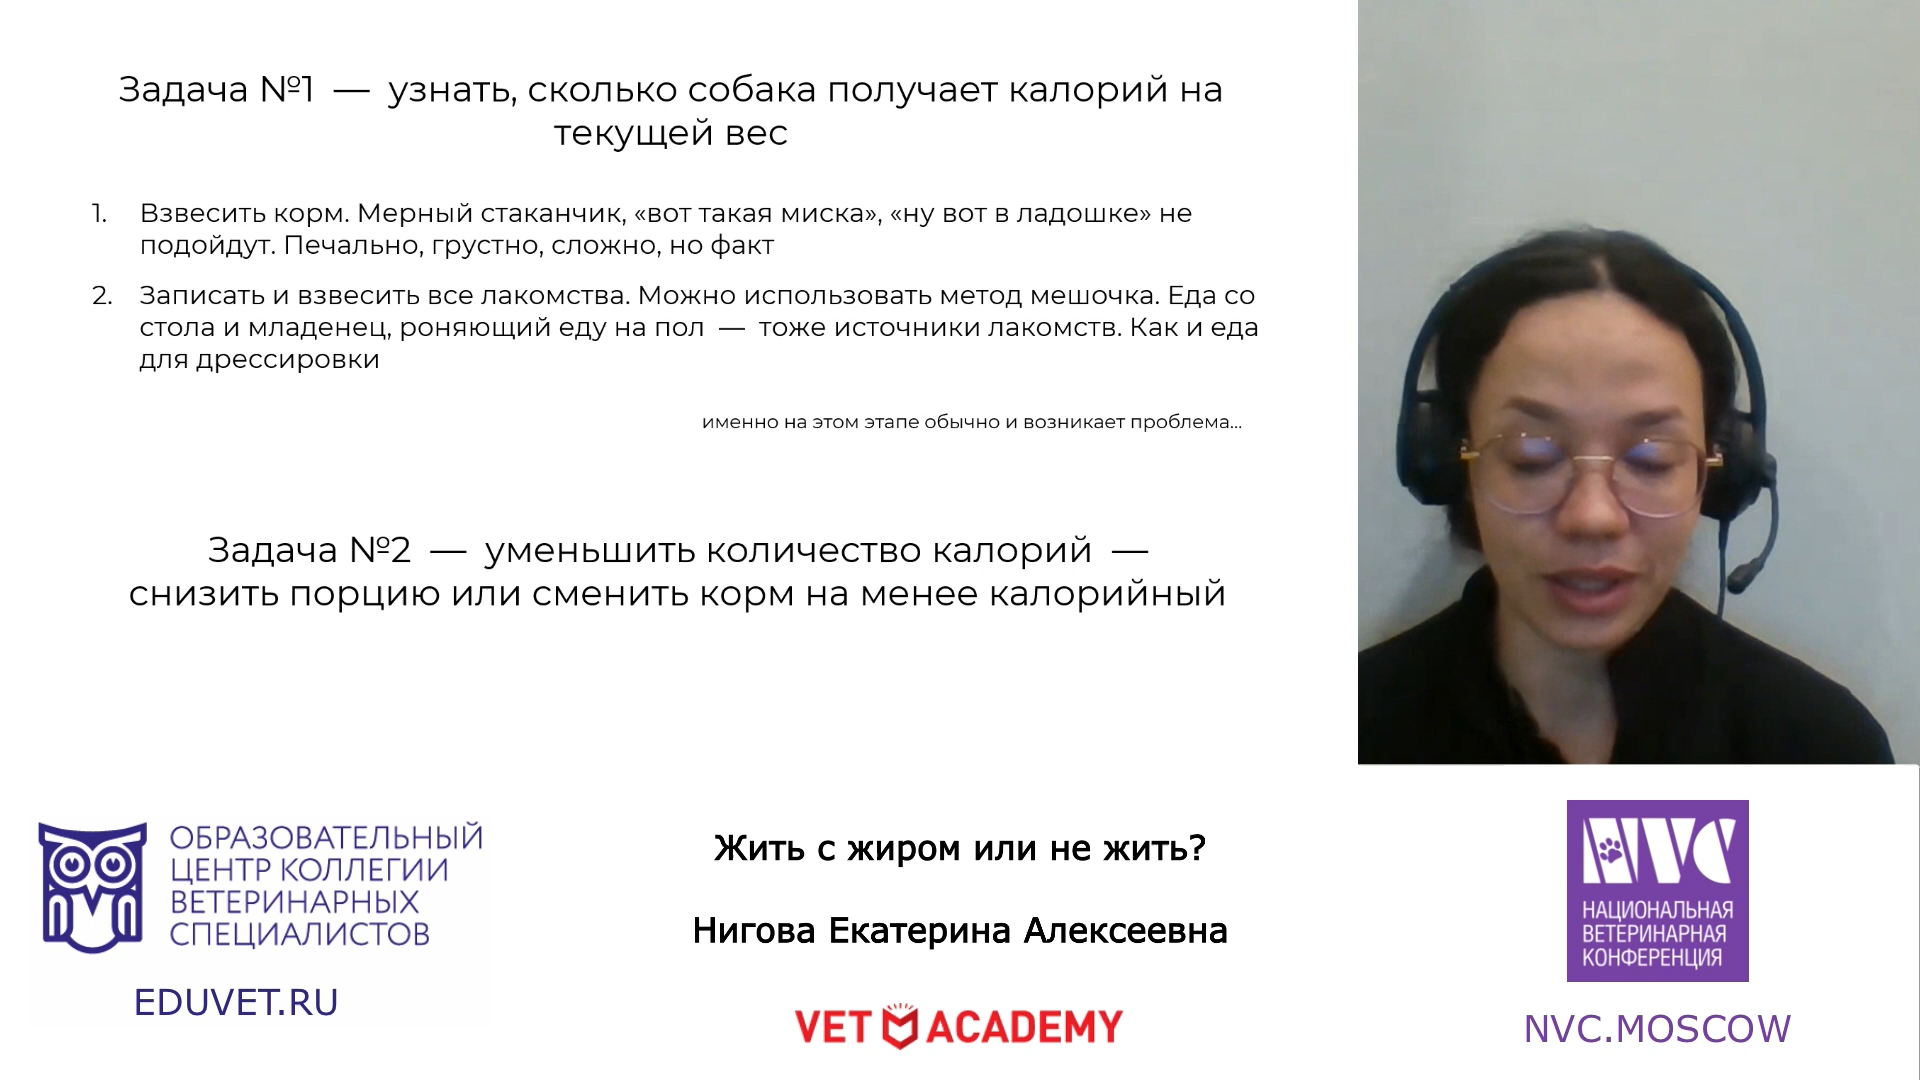 Задача №1 — узнать, сколько собака получает калорий на
текущей вес
1. Взвесить корм. Мерный стаканчик, «вот такая миска», «ну вот в ладошке» не
подойдут. Печально, грустно, сложно, но факт
2. Записать и взвесить все лакомства. Можно использовать метод мешочка. Еда со
стола и младенец, роняющий еду на пол — тоже источники лакомств. Как и еда
для дрессировки
именно на этом этапе обычно и возникает проблема...
Задача №2 — уменьшить количество калорий —
снизить порцию или сменить корм на менее калорийный
ОБРАЗОВАТЕЛЬНЫЙ
ЦЕНТР КОЛЛЕГИИ
ВЕТЕРИНАРНЫХ
СПЕЦИАЛИСТОВ
EDUVET.RU
Жить с жиром или не жить?
Нигова Екатерина Алексеевна
VET ACADEMY
NVC
НАЦИОНАЛЬНАЯ
ВЕТЕРИНАРНАЯ
КОНФЕРЕНЦИЯ
NVC.MOSCOW